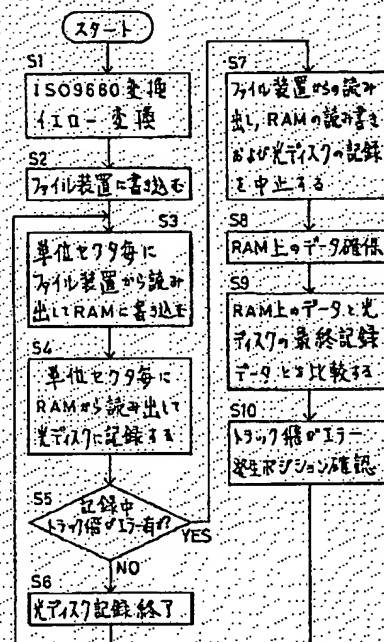 スタート
S1
ISO9660変換
イエロー変換
S2
ファイル装置に書き込む
S3
単位セクタ毎に
ファイル装置から読み
出してRAMに書き込む
S4
単位セクタ毎に
RAMから読み出して
光ディスクに記録する
S5
記録中
トラック飛びエラー有か?
YES
NO
S6
光ディスク記録終了
S7
ファイル装置からの読み
出し,RAMの読み書き
および光ディスクの記録
を中止する
S8
RAM上のデータ確保
S9
RAM上のデータと光
ディスクの最終記録
データとを比較する
S10
トラック飛びエラー
発生ポジション確認